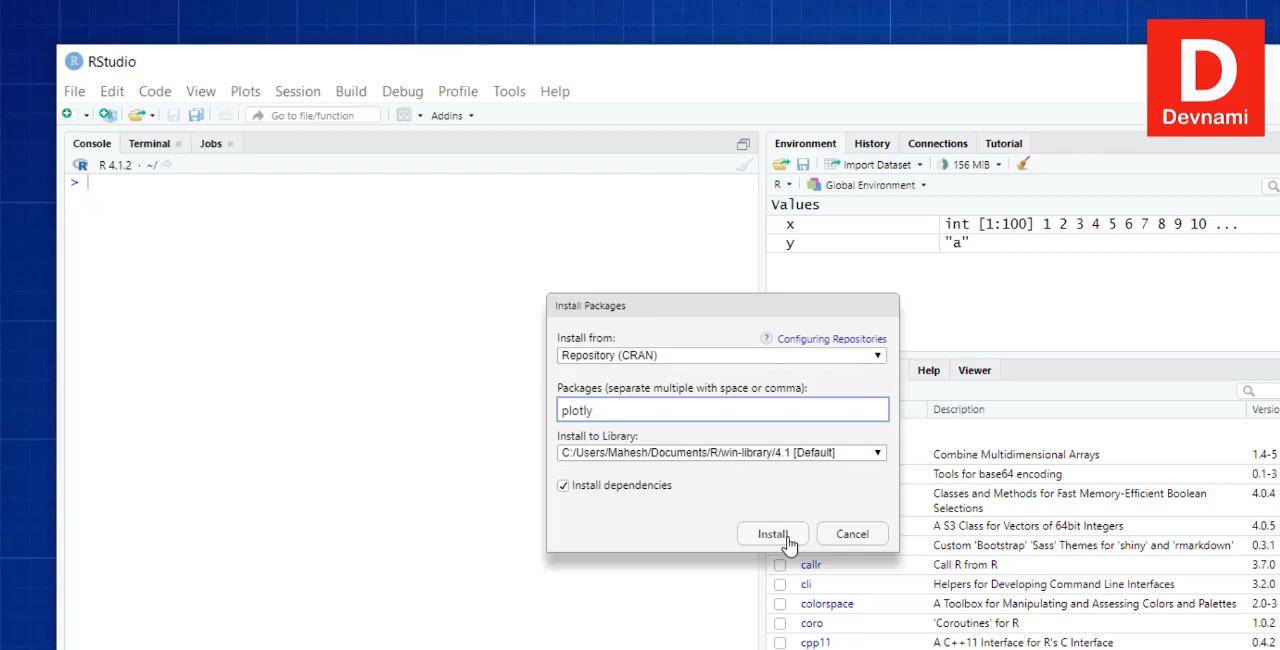 D
Devnami
R RStudio
File Edit Code View Plots Session Build Debug Profile Tools Help
Go to file/function Addins
Console Terminal Jobs
R 4.1.2 · ~/
>
Environment History Connections Tutorial
Import Dataset 156 MiB
R Global Environment
Values
x int [1:100] 1 2 3 4 5 6 7 8 9 10 ...
y "a"
Install Packages
Install from: ? Configuring Repositories
Repository (CRAN)
Packages (separate multiple with space or comma):
plotly
Install to Library:
C:/Users/Mahesh/Documents/R/win-library/4.1 [Default]
Install dependencies
Install Cancel
Help Viewer
Description Versio
Combine Multidimensional Arrays 1.4-5
Tools for base64 encoding 0.1-3
Classes and Methods for Fast Memory-Efficient Boolean 4.0.4
Selections
A S3 Class for Vectors of 64bit Integers 4.0.5
Custom 'Bootstrap' 'Sass' Themes for 'shiny' and 'rmarkdown' 0.3.1
callr Call R from R 3.7.0
cli Helpers for Developing Command Line Interfaces 3.2.0
colorspace A Toolbox for Manipulating and Assessing Colors and Palettes 2.0-3
coro 'Coroutines' for R 1.0.2
cpp11 A C++11 Interface for R's C Interface 0.4.2